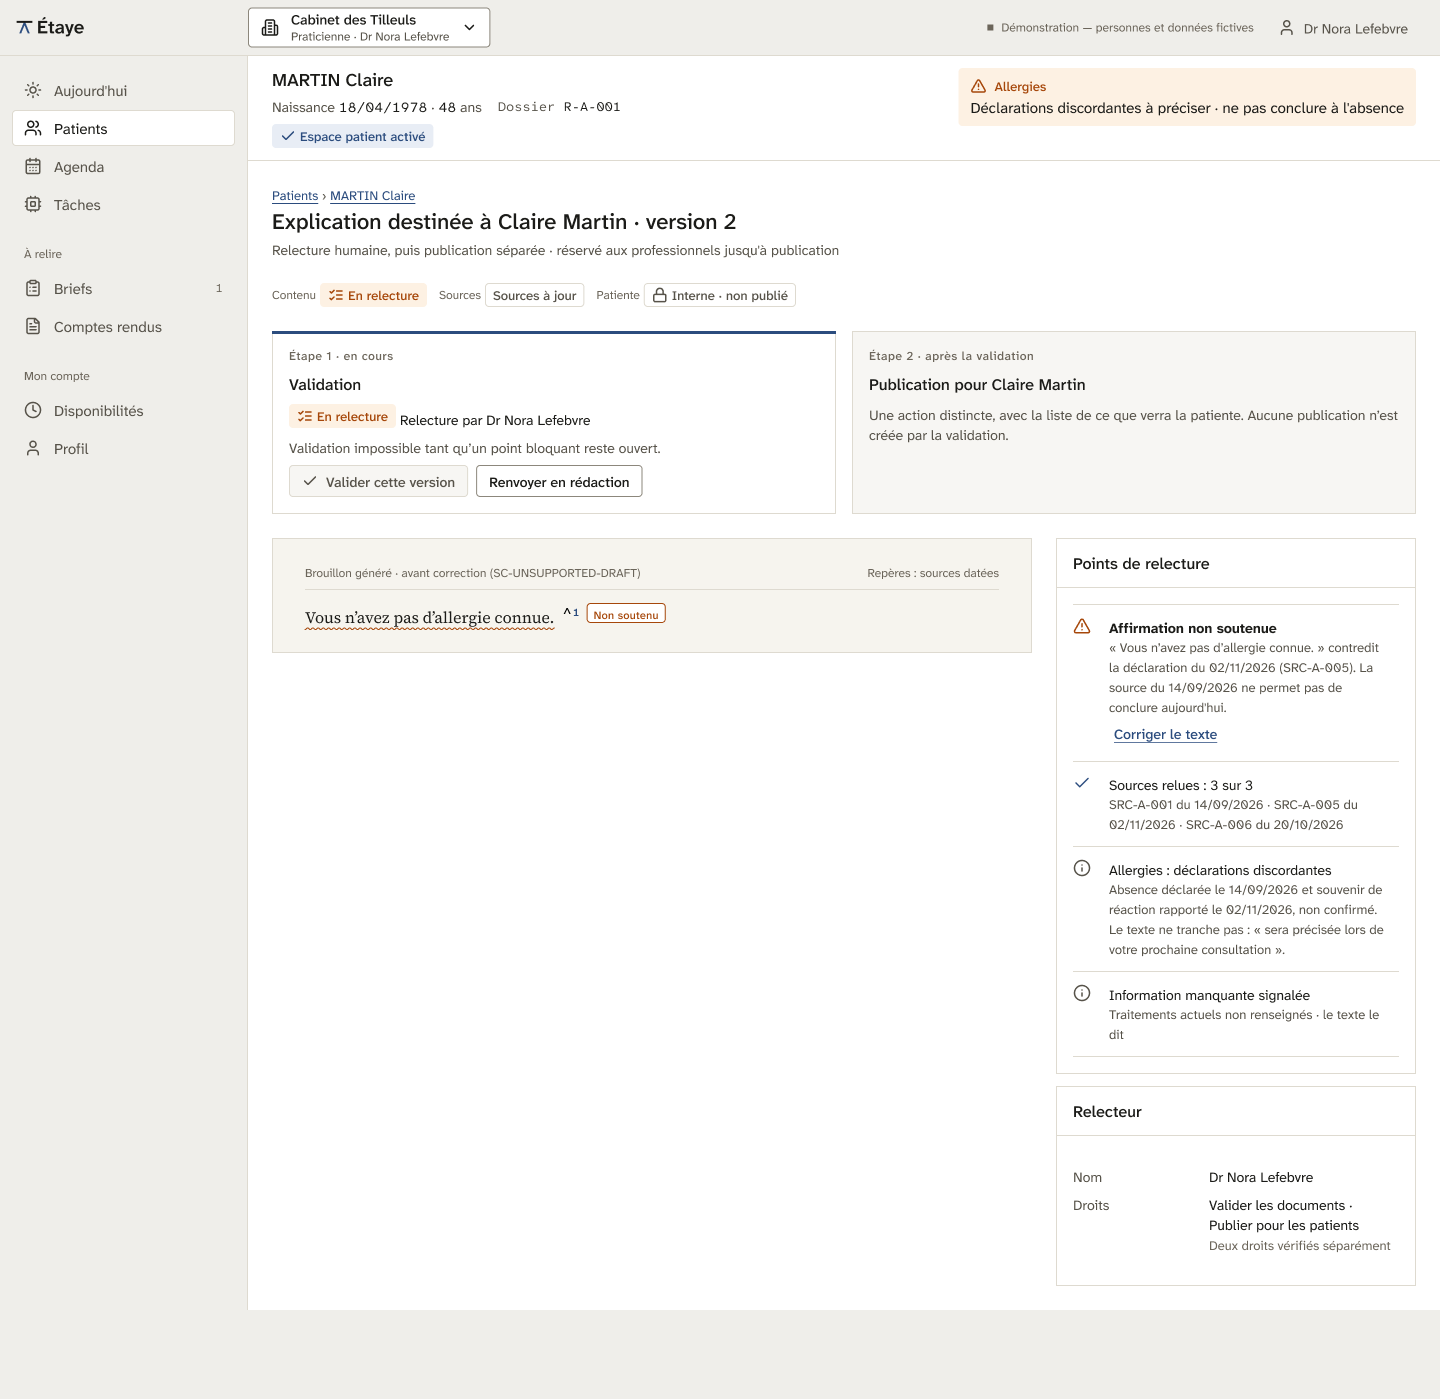 Étaye
Cabinet des Tilleuls
Praticienne · Dr Nora Lefebvre
Démonstration — personnes et données fictives
Dr Nora Lefebvre
Aujourd'hui
Patients
Agenda
Tâches
À relire
Briefs 1
Comptes rendus
Mon compte
Disponibilités
Profil
MARTIN Claire
Naissance 18/04/1978 · 48 ans Dossier R-A-001
Espace patient activé
Allergies
Déclarations discordantes à préciser · ne pas conclure à l'absence
Patients › MARTIN Claire
Explication destinée à Claire Martin · version 2
Relecture humaine, puis publication séparée · réservé aux professionnels jusqu'à publication
Contenu En relecture Sources Sources à jour Patiente Interne · non publié
Étape 1 · en cours
Validation
En relecture Relecture par Dr Nora Lefebvre
Validation impossible tant qu’un point bloquant reste ouvert.
Valider cette version Renvoyer en rédaction
Étape 2 · après la validation
Publication pour Claire Martin
Une action distincte, avec la liste de ce que verra la patiente. Aucune publication n’est
créée par la validation.
Brouillon généré · avant correction (SC-UNSUPPORTED-DRAFT) Repères : sources datées
Vous n’avez pas d’allergie connue. ^1 Non soutenu
Points de relecture
Affirmation non soutenue
« Vous n’avez pas d’allergie connue. » contredit
la déclaration du 02/11/2026 (SRC-A-005). La
source du 14/09/2026 ne permet pas de
conclure aujourd'hui.
Corriger le texte
Sources relues : 3 sur 3
SRC-A-001 du 14/09/2026 · SRC-A-005 du
02/11/2026 · SRC-A-006 du 20/10/2026
Allergies : déclarations discordantes
Absence déclarée le 14/09/2026 et souvenir de
réaction rapporté le 02/11/2026, non confirmé.
Le texte ne tranche pas : « sera précisée lors de
votre prochaine consultation ».
Information manquante signalée
Traitements actuels non renseignés · le texte le
dit
Relecteur
Nom Dr Nora Lefebvre
Droits Valider les documents ·
Publier pour les patients
Deux droits vérifiés séparément